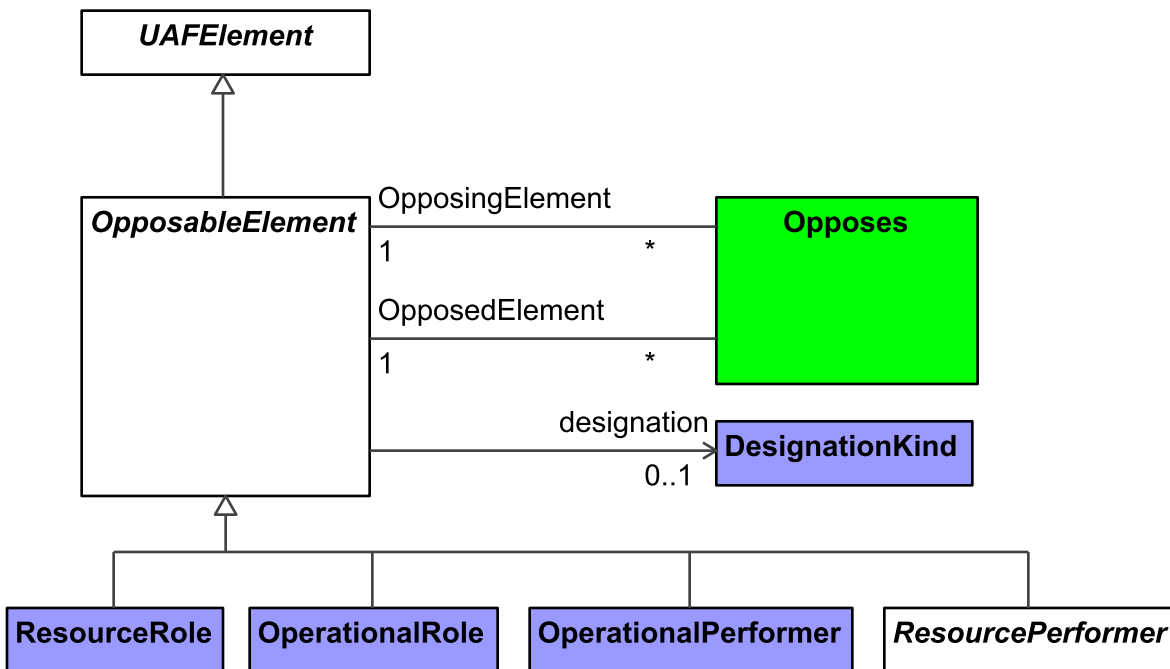 UAFElement
OpposableElement
OpposingElement
1
*
Opposes
OpposedElement
1
*
designation
0..1
DesignationKind
ResourceRole
OperationalRole
OperationalPerformer
ResourcePerformer